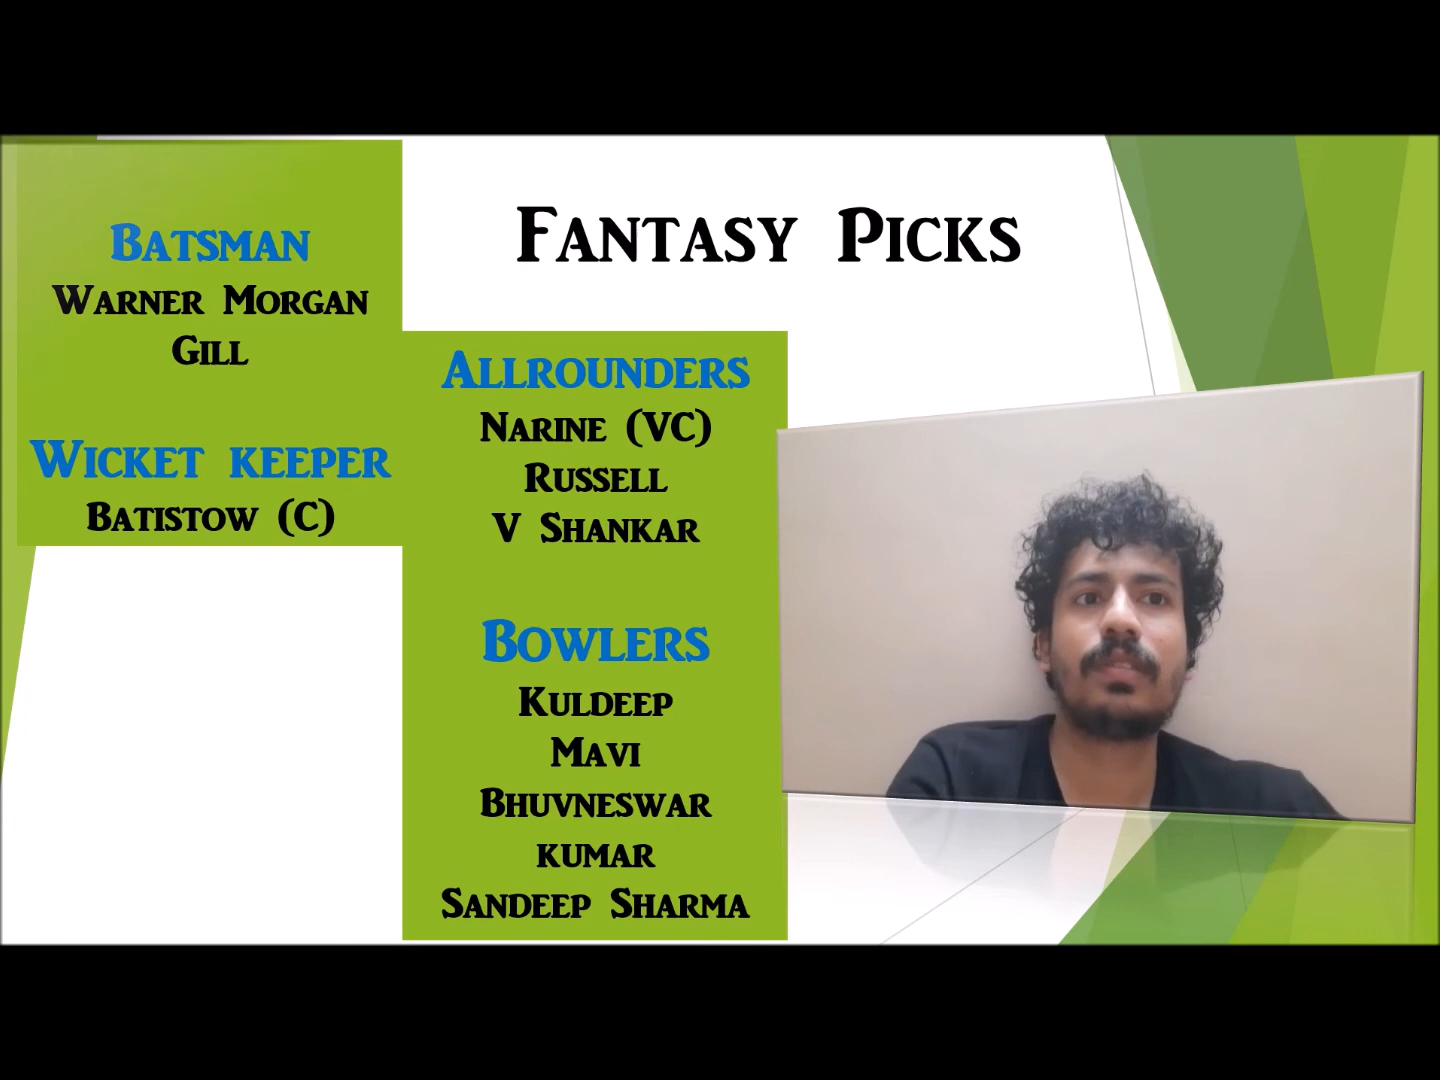 Fantasy Picks
Batsman
Warner Morgan
Gill
Wicket keeper
Batistow (C)
Allrounders
Narine (VC)
Russell
V Shankar
Bowlers
Kuldeep
Mavi
Bhuvneswar
kumar
Sandeep Sharma